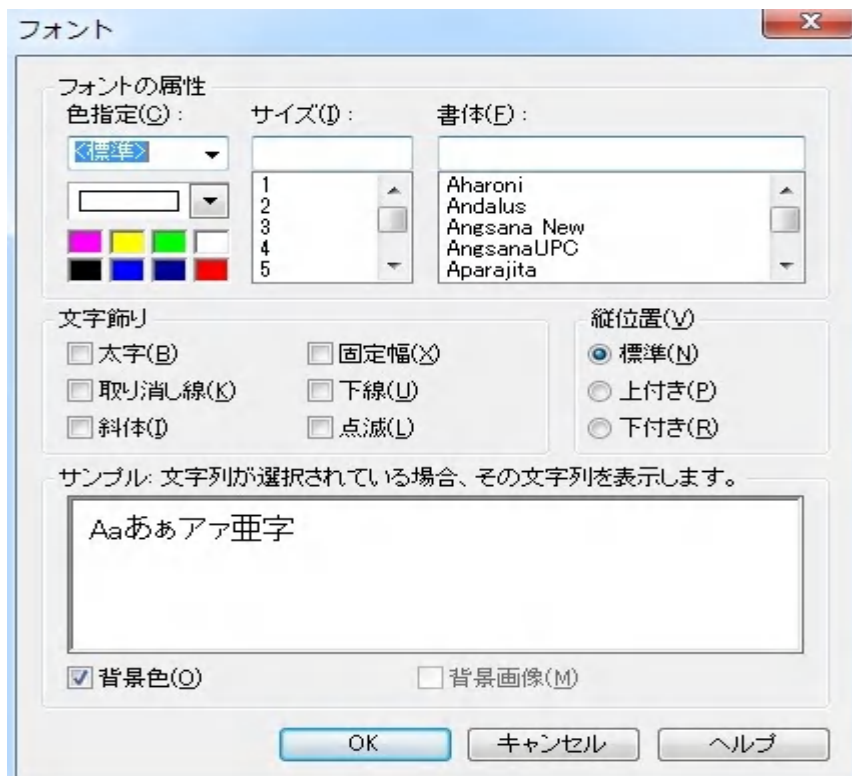 フォント
フォントの属性
色指定(C): サイズ(I): 書体(F):
<標準>
1
2
3
4
5
Aharoni
Andalus
Angsana New
AngsanaUPC
Aparajita
文字飾り
太字(B) 固定幅(X)
取り消し線(K) 下線(U)
斜体(I) 点滅(L)
縦位置(V)
標準(N)
上付き(P)
下付き(R)
サンプル: 文字列が選択されている場合、その文字列を表示します。
Aaあぁアァ亜字
背景色(O) 背景画像(M)
OK キャンセル ヘルプ